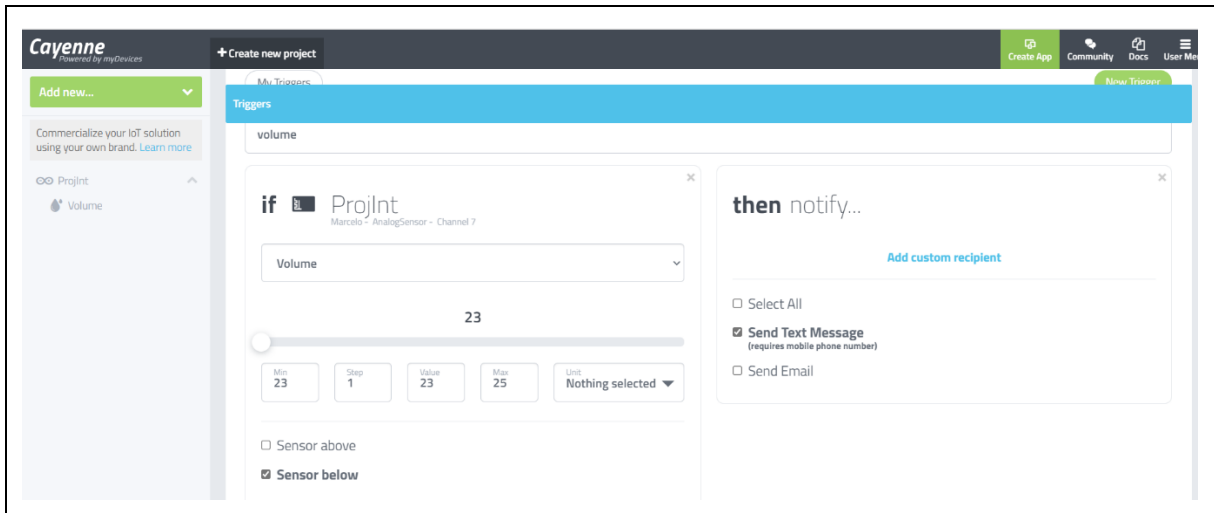 Cayenne
Powered by myDevices
+ Create new project
Create App
Community
Docs
User Me
Add new...
My Triggers
New Trigger
Triggers
Commercialize your IoT solution
using your own brand. Learn more
volume
ProjInt
Volume
if ProjInt
Marcelo - AnalogSensor - Channel 7
Volume
23
Min
23
Step
1
Value
23
Max
25
Unit
Nothing selected
Sensor above
Sensor below
then notify...
Add custom recipient
Select All
Send Text Message
(requires mobile phone number)
Send Email